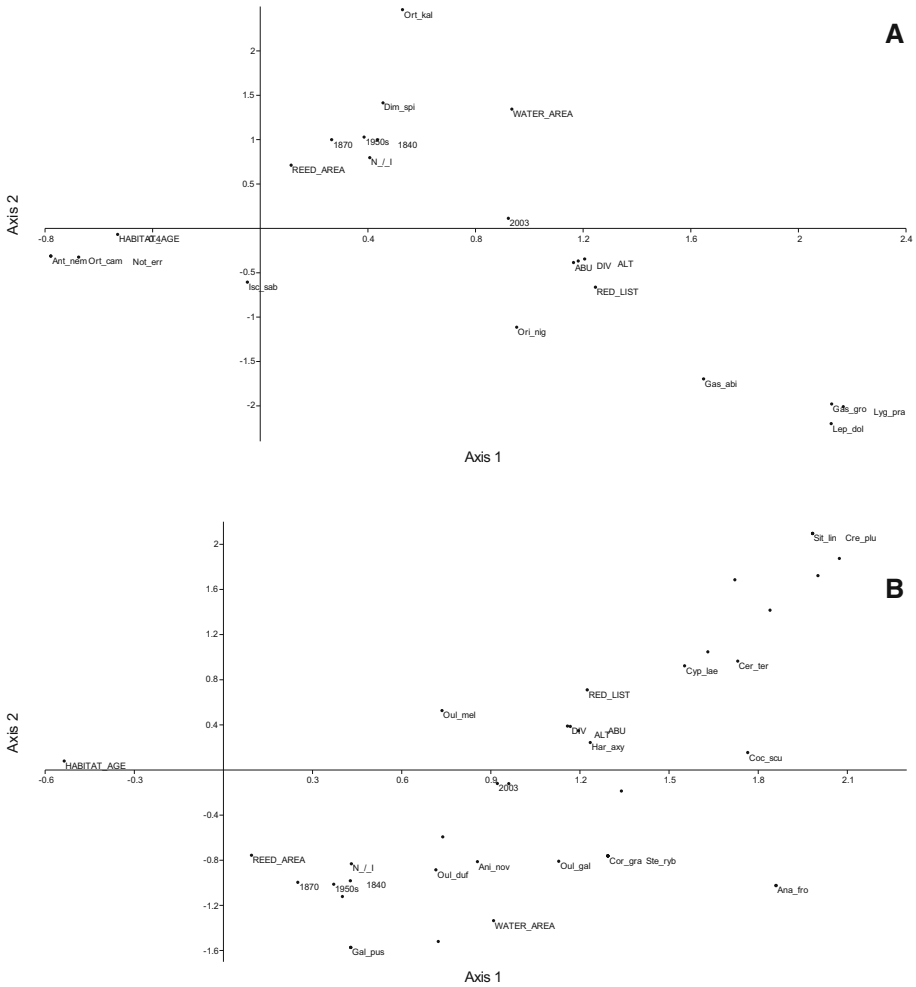 Ort_kal
A
2
1.5
Dim_spi
WATER_AREA
1
1870 1950s 1840
N_/_I
REED_AREA
0.5
2003
-0.8 HABITAT_AGE -0.4 0.4 0.8 1.2 1.6 2 2.4
Axis 2
Ant_nem Ort_cam Not_err
ABU DIV ALT
-0.5
Isc_sab
RED_LIST
-1
Ori_nig
-1.5
Gas_abi
-2
Gas_gro Lyg_pra
Lep_dol
Axis 1
2
Sit_lin Cre_plu
B
1.6
1.2
Cyp_lae Cer_ter
0.8
RED_LIST
Oul_mel
0.4
DIV ALT ABU
Har_axy
Coc_scu
Axis 2
HABITAT_AGE
-0.6 -0.3 0.3 0.6 0.9 1.2 1.5 1.8 2.1
2003
-0.4
-0.8
REED_AREA N_/_I Oul_duf Ani_nov Oul_gal Cor_gra Ste_ryb
1870 1950s 1840
Ana_fro
-1.2
WATER_AREA
-1.6
Gal_pus
Axis 1